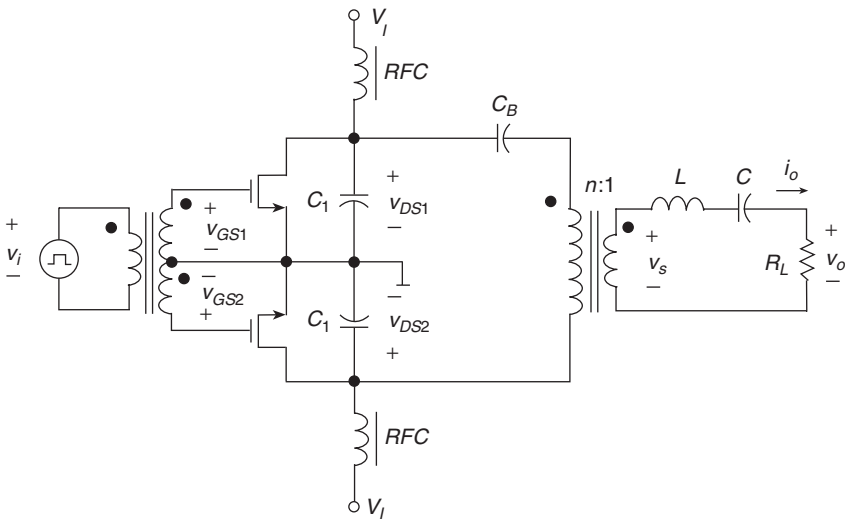 V_I
RFC
C_B
n:1
L
C
i_o
+
v_i
−
+
v_GS1
−
C_1
+
v_DS1
−
−
v_GS2
+
C_1
−
v_DS2
+
+
v_s
−
R_L
+
v_o
−
RFC
V_I